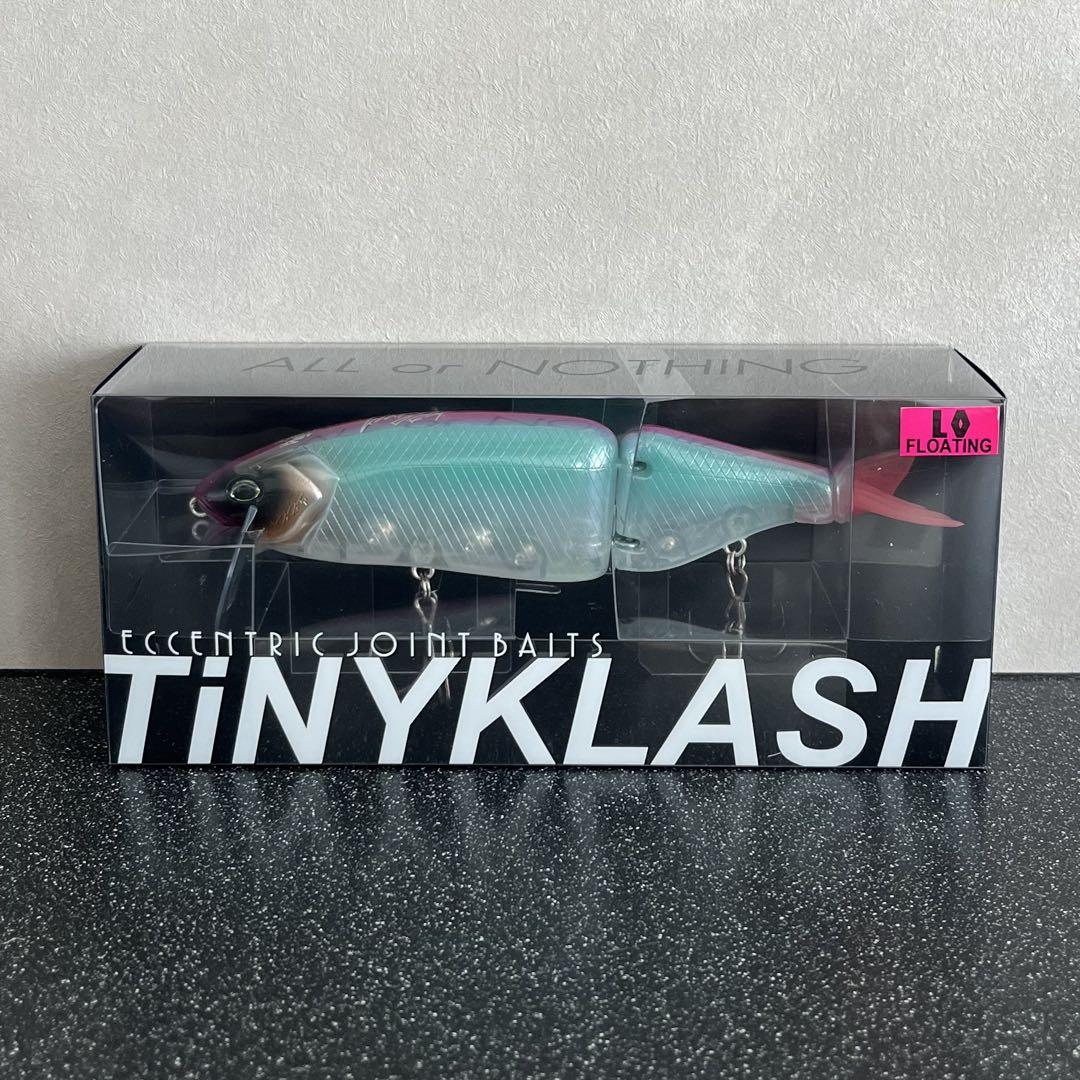 ALL or NOTHING
LO
FLOATING
ECCENTRIC JOINT BAITS
TiNYKLASH